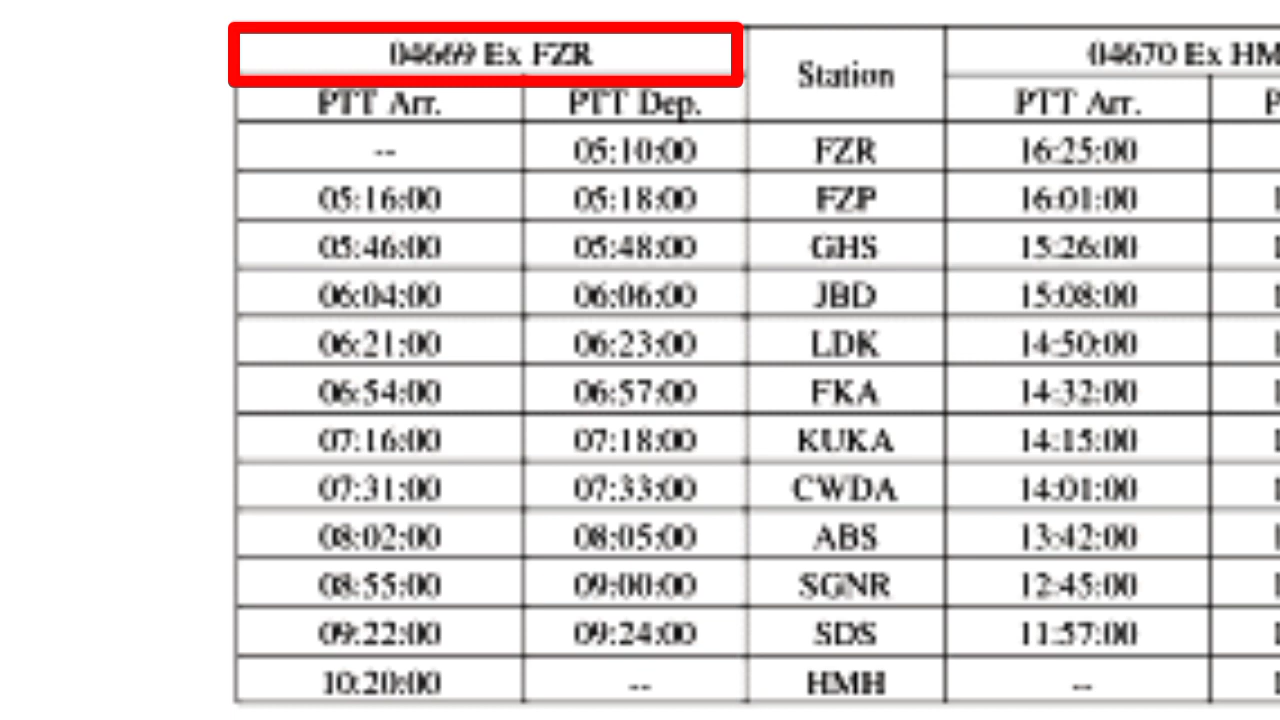 04669 Ex FZR Station 04670 Ex HM
PTT Arr. PTT Dep. PTT Arr.
-- 05:10:00 FZR 16:25:00
05:16:00 05:18:00 FZP 16:01:00
05:46:00 05:48:00 GHS 15:26:00
06:04:00 06:06:00 JBD 15:08:00
06:21:00 06:23:00 LDK 14:50:00
06:54:00 06:57:00 FKA 14:32:00
07:16:00 07:18:00 KUKA 14:15:00
07:31:00 07:33:00 CWDA 14:01:00
08:02:00 08:05:00 ABS 13:42:00
08:55:00 09:00:00 SGNR 12:45:00
09:22:00 09:24:00 SDS 11:57:00
10:20:00 -- HMH --